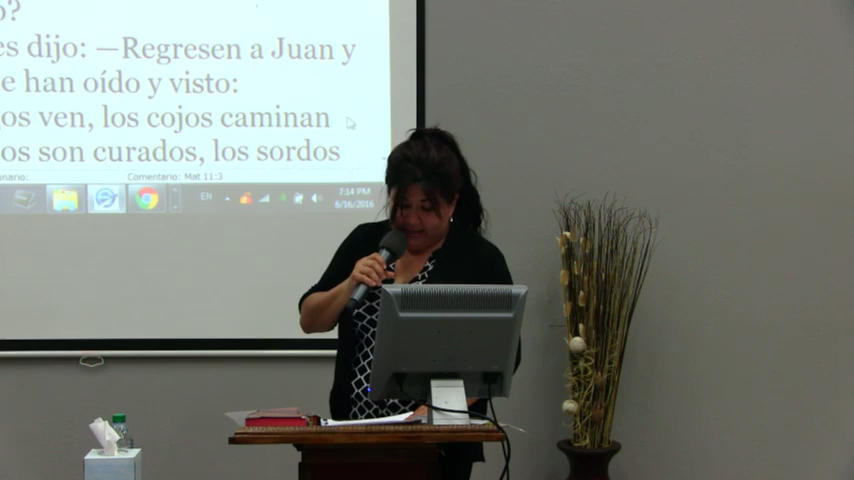 o?
es dijo: —Regresen a Juan y
e han oído y visto:
os ven, los cojos caminan
os son curados, los sordos
nario:
Comentario: Mat 11:3
EN
7:14 PM
6/16/2016